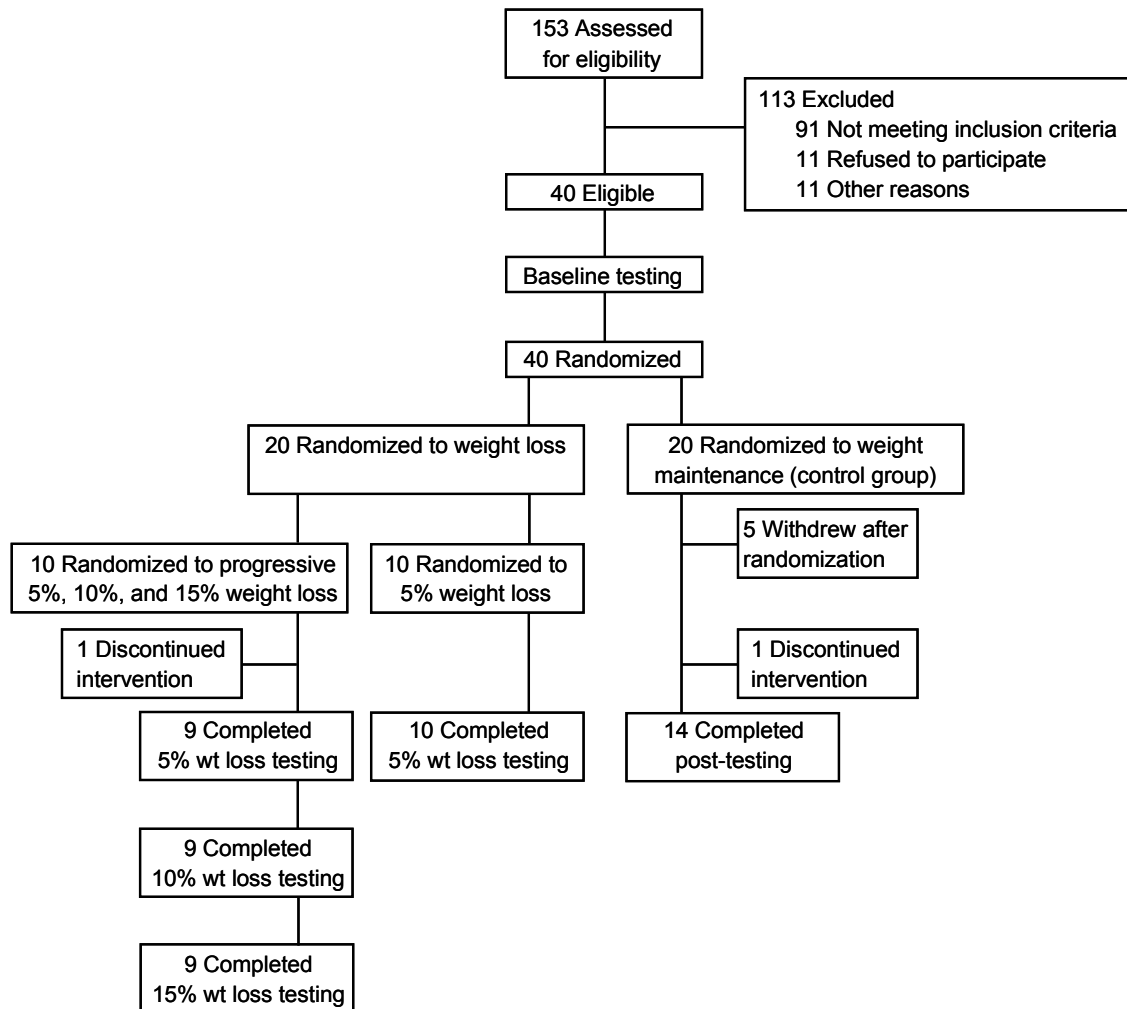 153 Assessed
for eligibility
113 Excluded
91 Not meeting inclusion criteria
11 Refused to participate
11 Other reasons
40 Eligible
Baseline testing
40 Randomized
20 Randomized to weight loss
20 Randomized to weight
maintenance (control group)
5 Withdrew after
randomization
10 Randomized to progressive
5%, 10%, and 15% weight loss
10 Randomized to
5% weight loss
1 Discontinued
intervention
1 Discontinued
intervention
9 Completed
5% wt loss testing
10 Completed
5% wt loss testing
14 Completed
post-testing
9 Completed
10% wt loss testing
9 Completed
15% wt loss testing